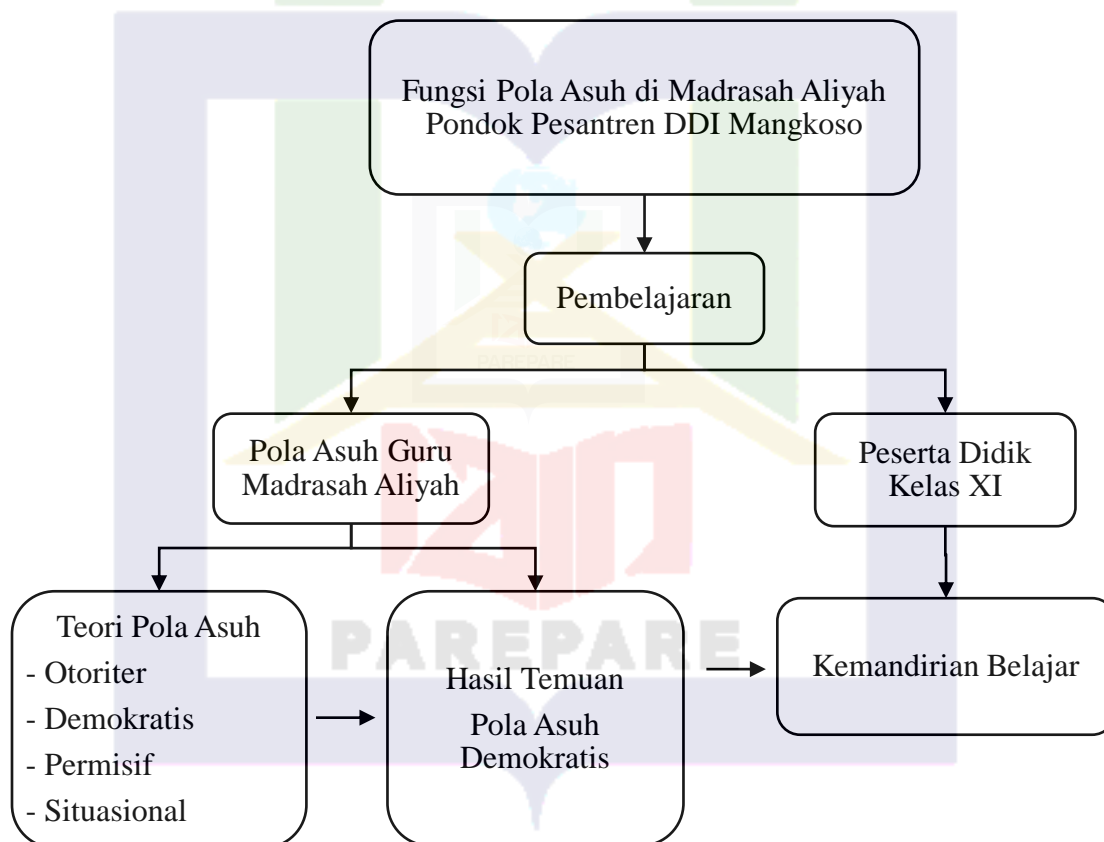 Fungsi Pola Asuh di Madrasah Aliyah
Pondok Pesantren DDI Mangkoso
Pembelajaran
Pola Asuh Guru
Madrasah Aliyah
Peserta Didik
Kelas XI
Teori Pola Asuh
- Otoriter
- Demokratis
- Permisif
- Situasional
Hasil Temuan
Pola Asuh
Demokratis
Kemandirian Belajar
PAREPARE
PAREPARE